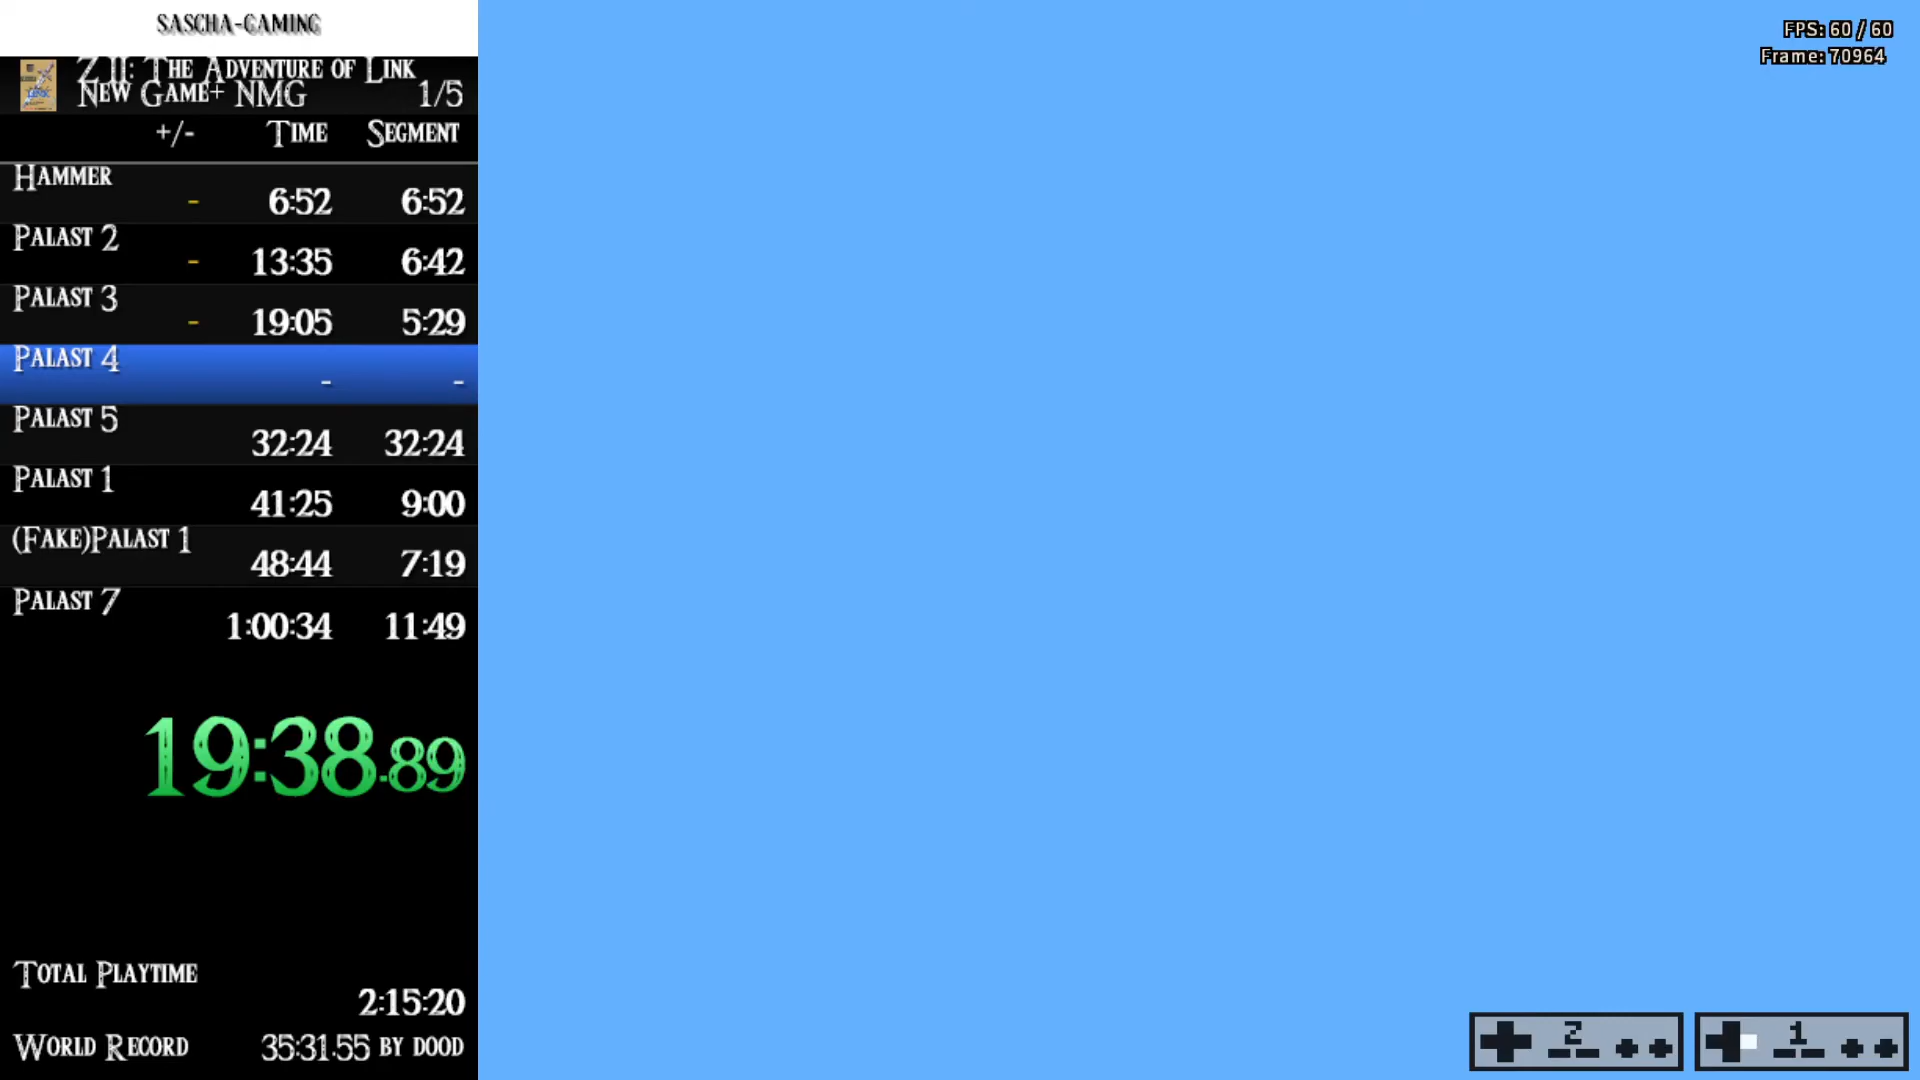 SASCHA-GAMING
Z II: THE ADVENTURE OF LINK
NEW GAME+ NMG 1/5
+/- TIME SEGMENT
HAMMER
- 6:52 6:52
PALAST 2
- 13:35 6:42
PALAST 3
- 19:05 5:29
PALAST 4
- -
PALAST 5
32:24 32:24
PALAST 1
41:25 9:00
(FAKE)PALAST 1
48:44 7:19
PALAST 7
1:00:34 11:49
19:38.89
TOTAL PLAYTIME
2:15:20
WORLD RECORD 35:31.55 BY DOOD
FPS: 60 / 60
Frame: 70964
2 1